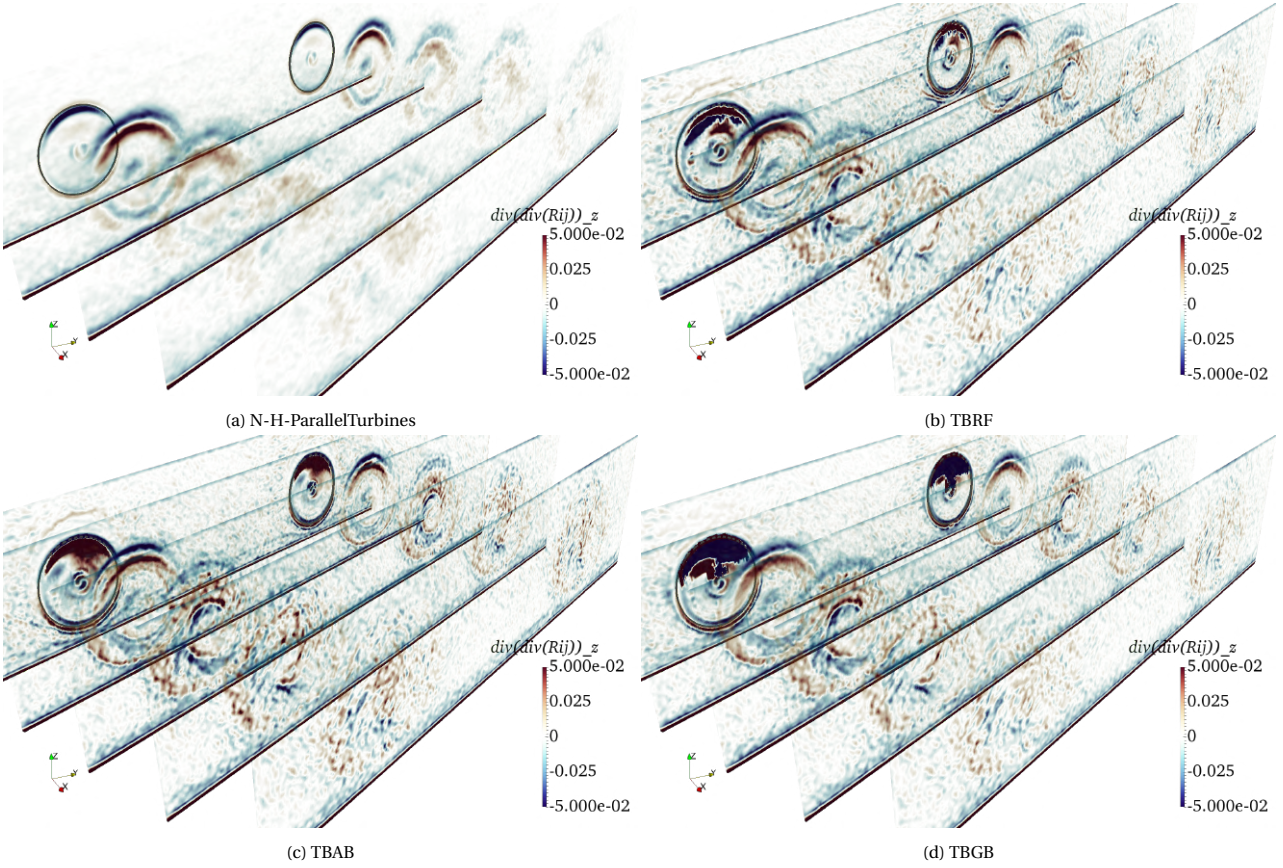 div(div(Rij))_z
5.000e-02
0.025
0
-0.025
-5.000e-02
Z
Y
X
(a) N-H-ParallelTurbines
div(div(Rij))_z
5.000e-02
0.025
0
-0.025
-5.000e-02
Z
Y
X
(b) TBRF
div(div(Rij))_z
5.000e-02
0.025
0
-0.025
-5.000e-02
Z
Y
X
(c) TBAB
div(div(Rij))_z
5.000e-02
0.025
0
-0.025
-5.000e-02
Z
Y
X
(d) TBGB